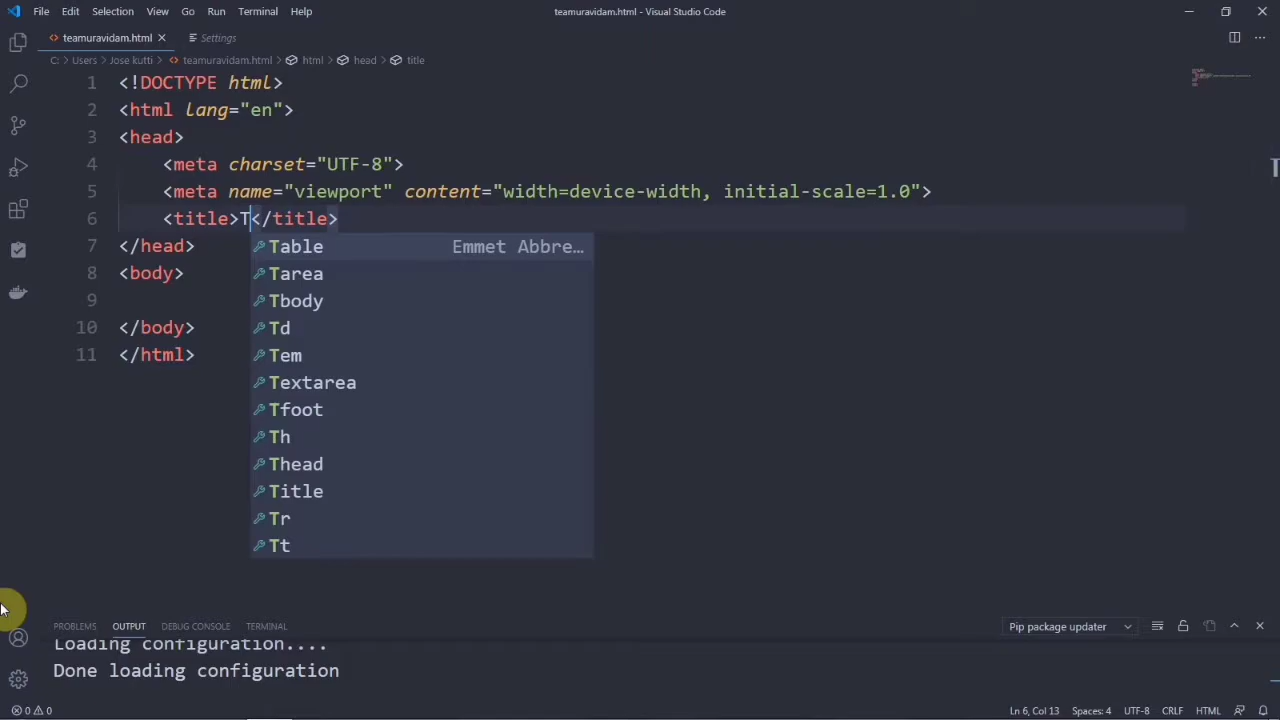 File Edit Selection View Go Run Terminal Help teamuravidam.html - Visual Studio Code
teamuravidam.html Settings
C: > Users > Jose kutti > teamuravidam.html > html > head > title
1 <!DOCTYPE html>
2 <html lang="en">
3 <head>
4 <meta charset="UTF-8">
5 <meta name="viewport" content="width=device-width, initial-scale=1.0">
6 <title>T</title>
7 </head>
8 <body>
9
10 </body>
11 </html>
Table Emmet Abbre…
Tarea
Tbody
Td
Tem
Textarea
Tfoot
Th
Thead
Title
Tr
Tt
PROBLEMS OUTPUT DEBUG CONSOLE TERMINAL Pip package updater
Loading configuration....
Done loading configuration
0 0 Ln 6, Col 13 Spaces: 4 UTF-8 CRLF HTML